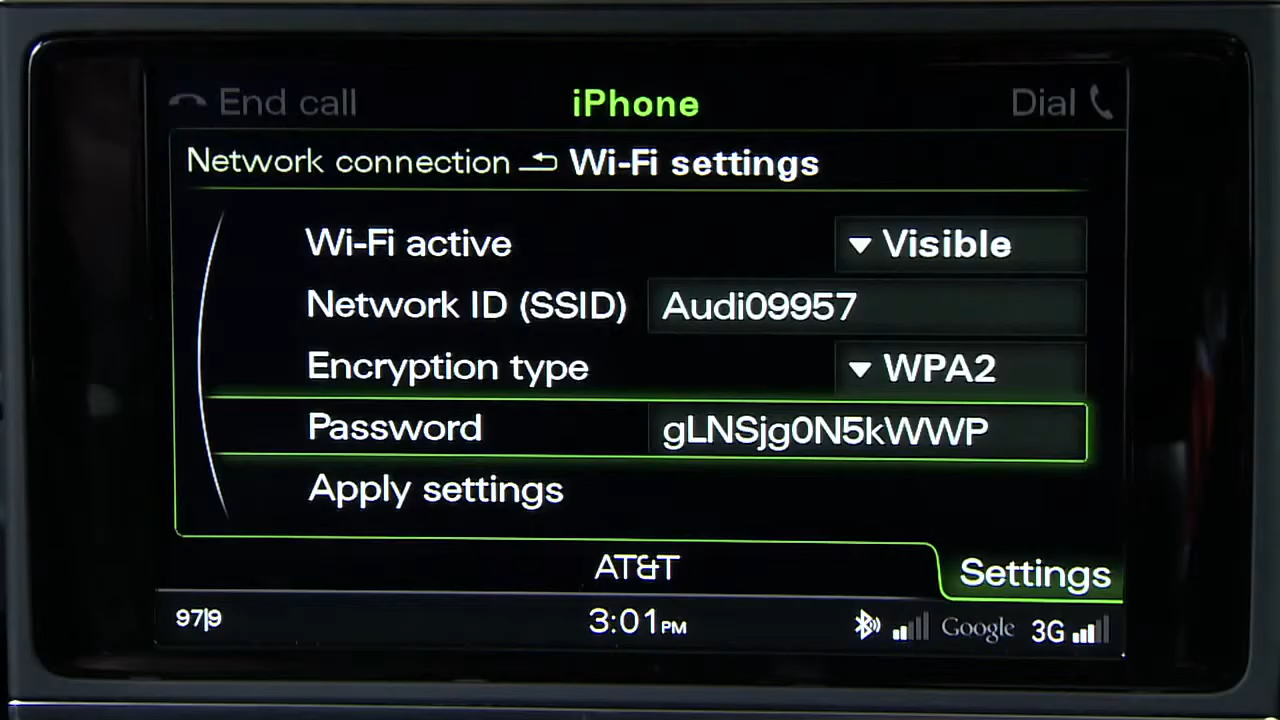 End call iPhone Dial
Network connection Wi-Fi settings
Wi-Fi active Visible
Network ID (SSID) Audi09957
Encryption type WPA2
Password gLNSjg0N5kWWP
Apply settings
AT&T
Settings
97|9 3:01PM Google 3G